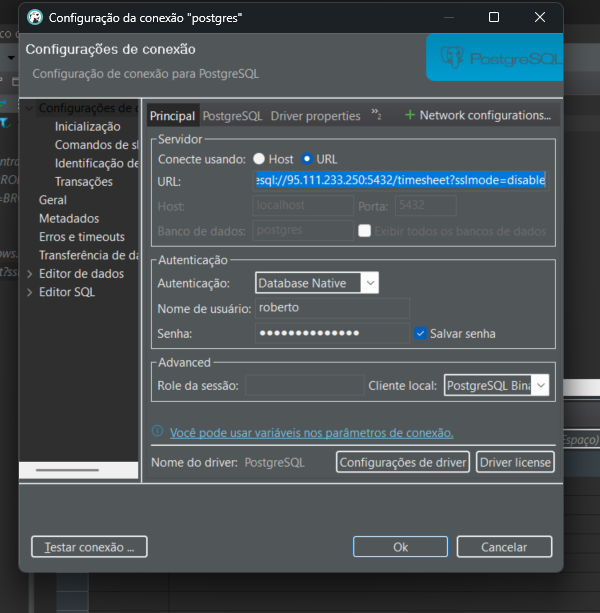 Configuração da conexão "postgres"
Configurações de conexão
Configuração de conexão para PostgreSQL
PostgreSQL
Configurações de
Inicialização
Comandos de
Identificação de
Transações
Geral
Metadados
Erros e timeouts
Transferência de
Editor de dados
Editor SQL
Principal PostgreSQL Driver properties »2 + Network configurations...
Servidor
Conecte usando: Host URL
URL: esql://95.111.233.250:5432/timesheet?sslmode=disable
Host: localhost Porta: 5432
Banco de dados: postgres Exibir todos os bancos de dados
Autenticação
Autenticação: Database Native
Nome de usuário: roberto
Senha: •••••••••••••• Salvar senha
Advanced
Role da sessão: Cliente local: PostgreSQL Bina
Você pode usar variáveis nos parâmetros de conexão.
Nome do driver: PostgreSQL Configurações de driver Driver license
Testar conexão ... Ok Cancelar
Espaço)